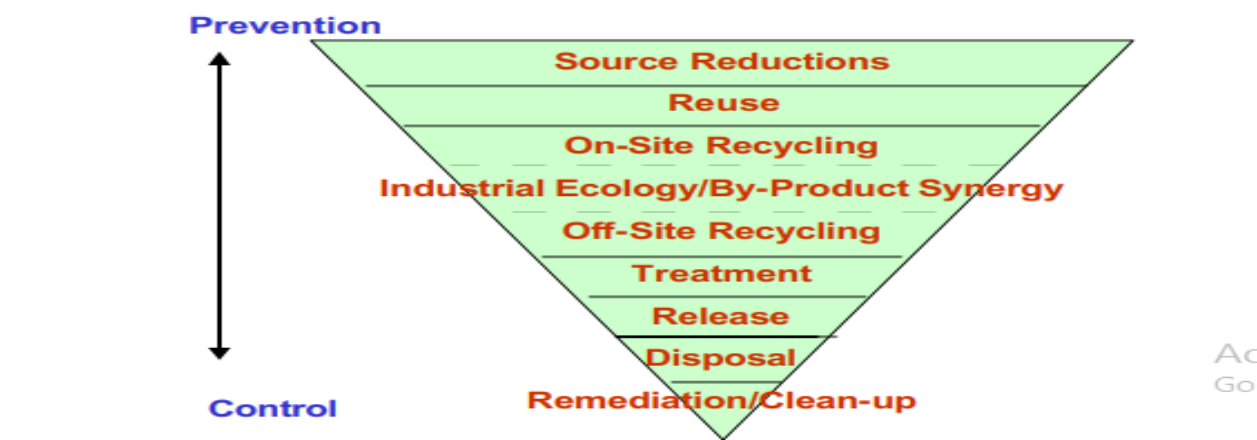 Prevention
Source Reductions
Reuse
On-Site Recycling
Industrial Ecology/By-Product Synergy
Off-Site Recycling
Treatment
Release
Disposal
Remediation/Clean-up
Control